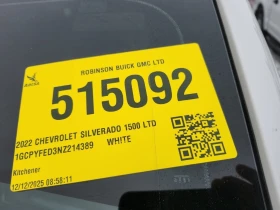 ROBINSON BUICK GMC LTD
515092
2022 CHEVROLET SILVERADO 1500 LTD
1GCPYFED3NZ214389 WHITE
Kitchener
12/12/2025 08:58:11